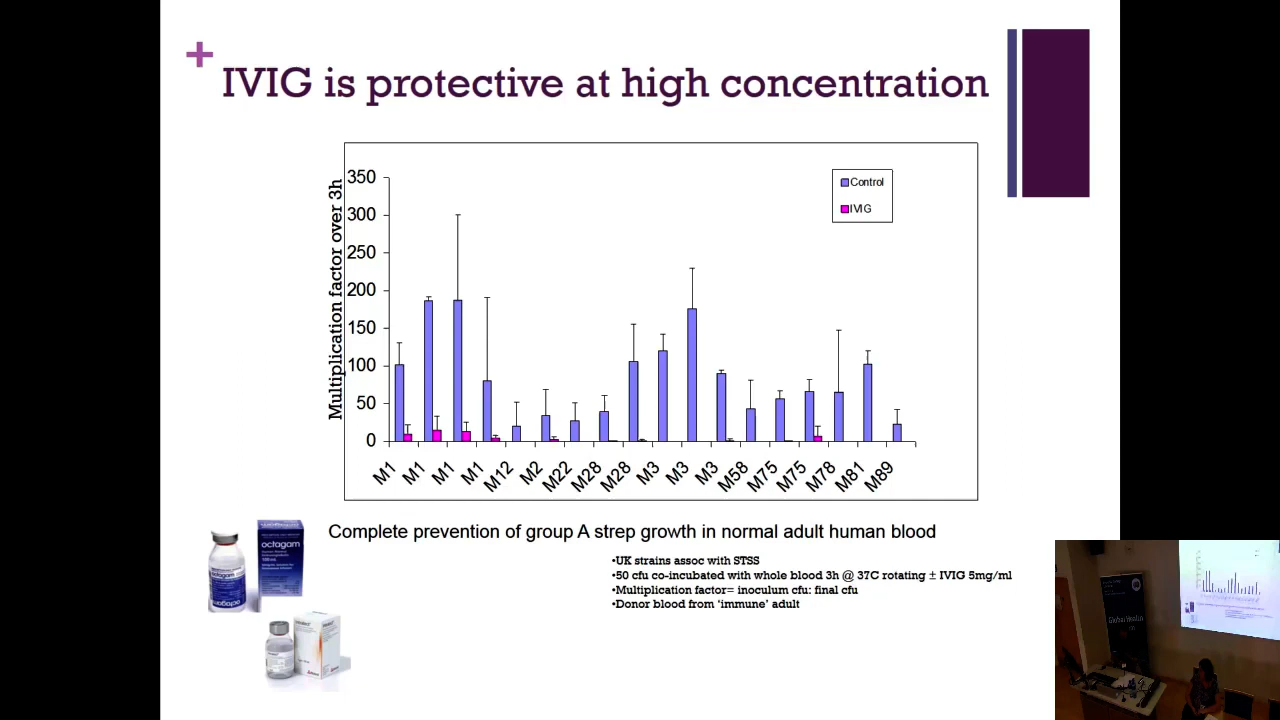 +
IVIG is protective at high concentration
Multiplication factor over 3h
350
300
250
200
150
100
50
0
Control
IVIG
M1
M1
M1
M1
M12
M2
M22
M28
M28
M3
M3
M3
M58
M75
M75
M78
M81
M89
Complete prevention of group A strep growth in normal adult human blood
•UK strains assoc with STSS
•50 cfu co-incubated with whole blood 3h @ 37C rotating ± IVIG 5mg/ml
•Multiplication factor= inoculum cfu: final cfu
•Donor blood from ‘immune’ adult
octagam
octagam
Global Health